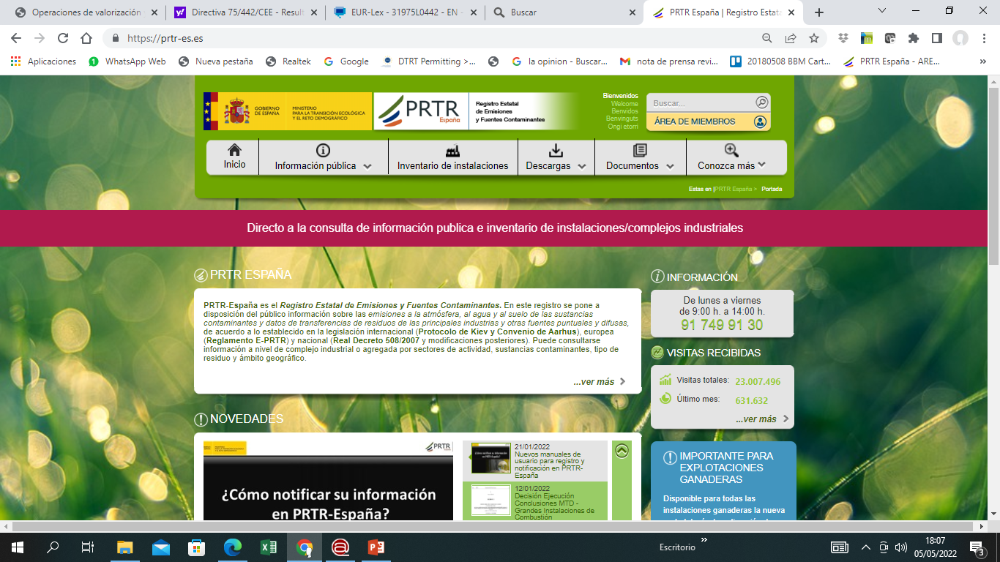 Operaciones de valorización
Directiva 75/442/CEE - Result
EUR-Lex - 31975L0442 - EN -
Buscar
PRTR España | Registro Estata
https://prtr-es.es
Aplicaciones
WhatsApp Web
Nueva pestaña
Realtek
Google
DTRT Permitting >...
la opinion - Buscar...
nota de prensa revi...
20180508 BBM Cart...
PRTR España - ARE...
»
GOBIERNO
DE ESPAÑA
MINISTERIO
PARA LA TRANSICIÓN ECOLÓGICA
Y EL RETO DEMOGRÁFICO
PRTR
España
Registro Estatal
de Emisiones
y Fuentes Contaminantes
Bienvenidos
Welcome
Benvidos
Benvinguts
Ongi etorri
Buscar...
ÁREA DE MIEMBROS
Inicio
Información pública
Inventario de instalaciones
Descargas
Documentos
Conozca más
Estas en |PRTR España > Portada
Directo a la consulta de información publica e inventario de instalaciones/complejos industriales
PRTR ESPAÑA
PRTR-España es el Registro Estatal de Emisiones y Fuentes Contaminantes. En este registro se pone a
disposición del público información sobre las emisiones a la atmósfera, al agua y al suelo de las sustancias
contaminantes y datos de transferencias de residuos de las principales industrias y otras fuentes puntuales y difusas,
de acuerdo a lo establecido en la legislación internacional (Protocolo de Kiev y Convenio de Aarhus), europea
(Reglamento E-PRTR) y nacional (Real Decreto 508/2007 y modificaciones posteriores). Puede consultarse
información a nivel de complejo industrial o agregada por sectores de actividad, sustancias contaminantes, tipo de
residuo y ámbito geográfico.
...ver más
INFORMACIÓN
De lunes a viernes
de 9:00 h. a 14:00 h.
91 749 91 30
VISITAS RECIBIDAS
Visitas totales: 23.007.496
Último mes: 631.632
...ver más
NOVEDADES
PRTR
¿Cómo notificar su información
en PRTR-España?
21/01/2022
Nuevos manuales de
usuario para registro y
notificación en PRTR-
España
12/01/2022
Decisión Ejecución
Conclusiones MTD -
Grandes Instalaciones de
Combustión
IMPORTANTE PARA
EXPLOTACIONES
GANADERAS
Disponible para todas las
instalaciones ganaderas la nueva
Escritorio
»
18:07
05/05/2022
3